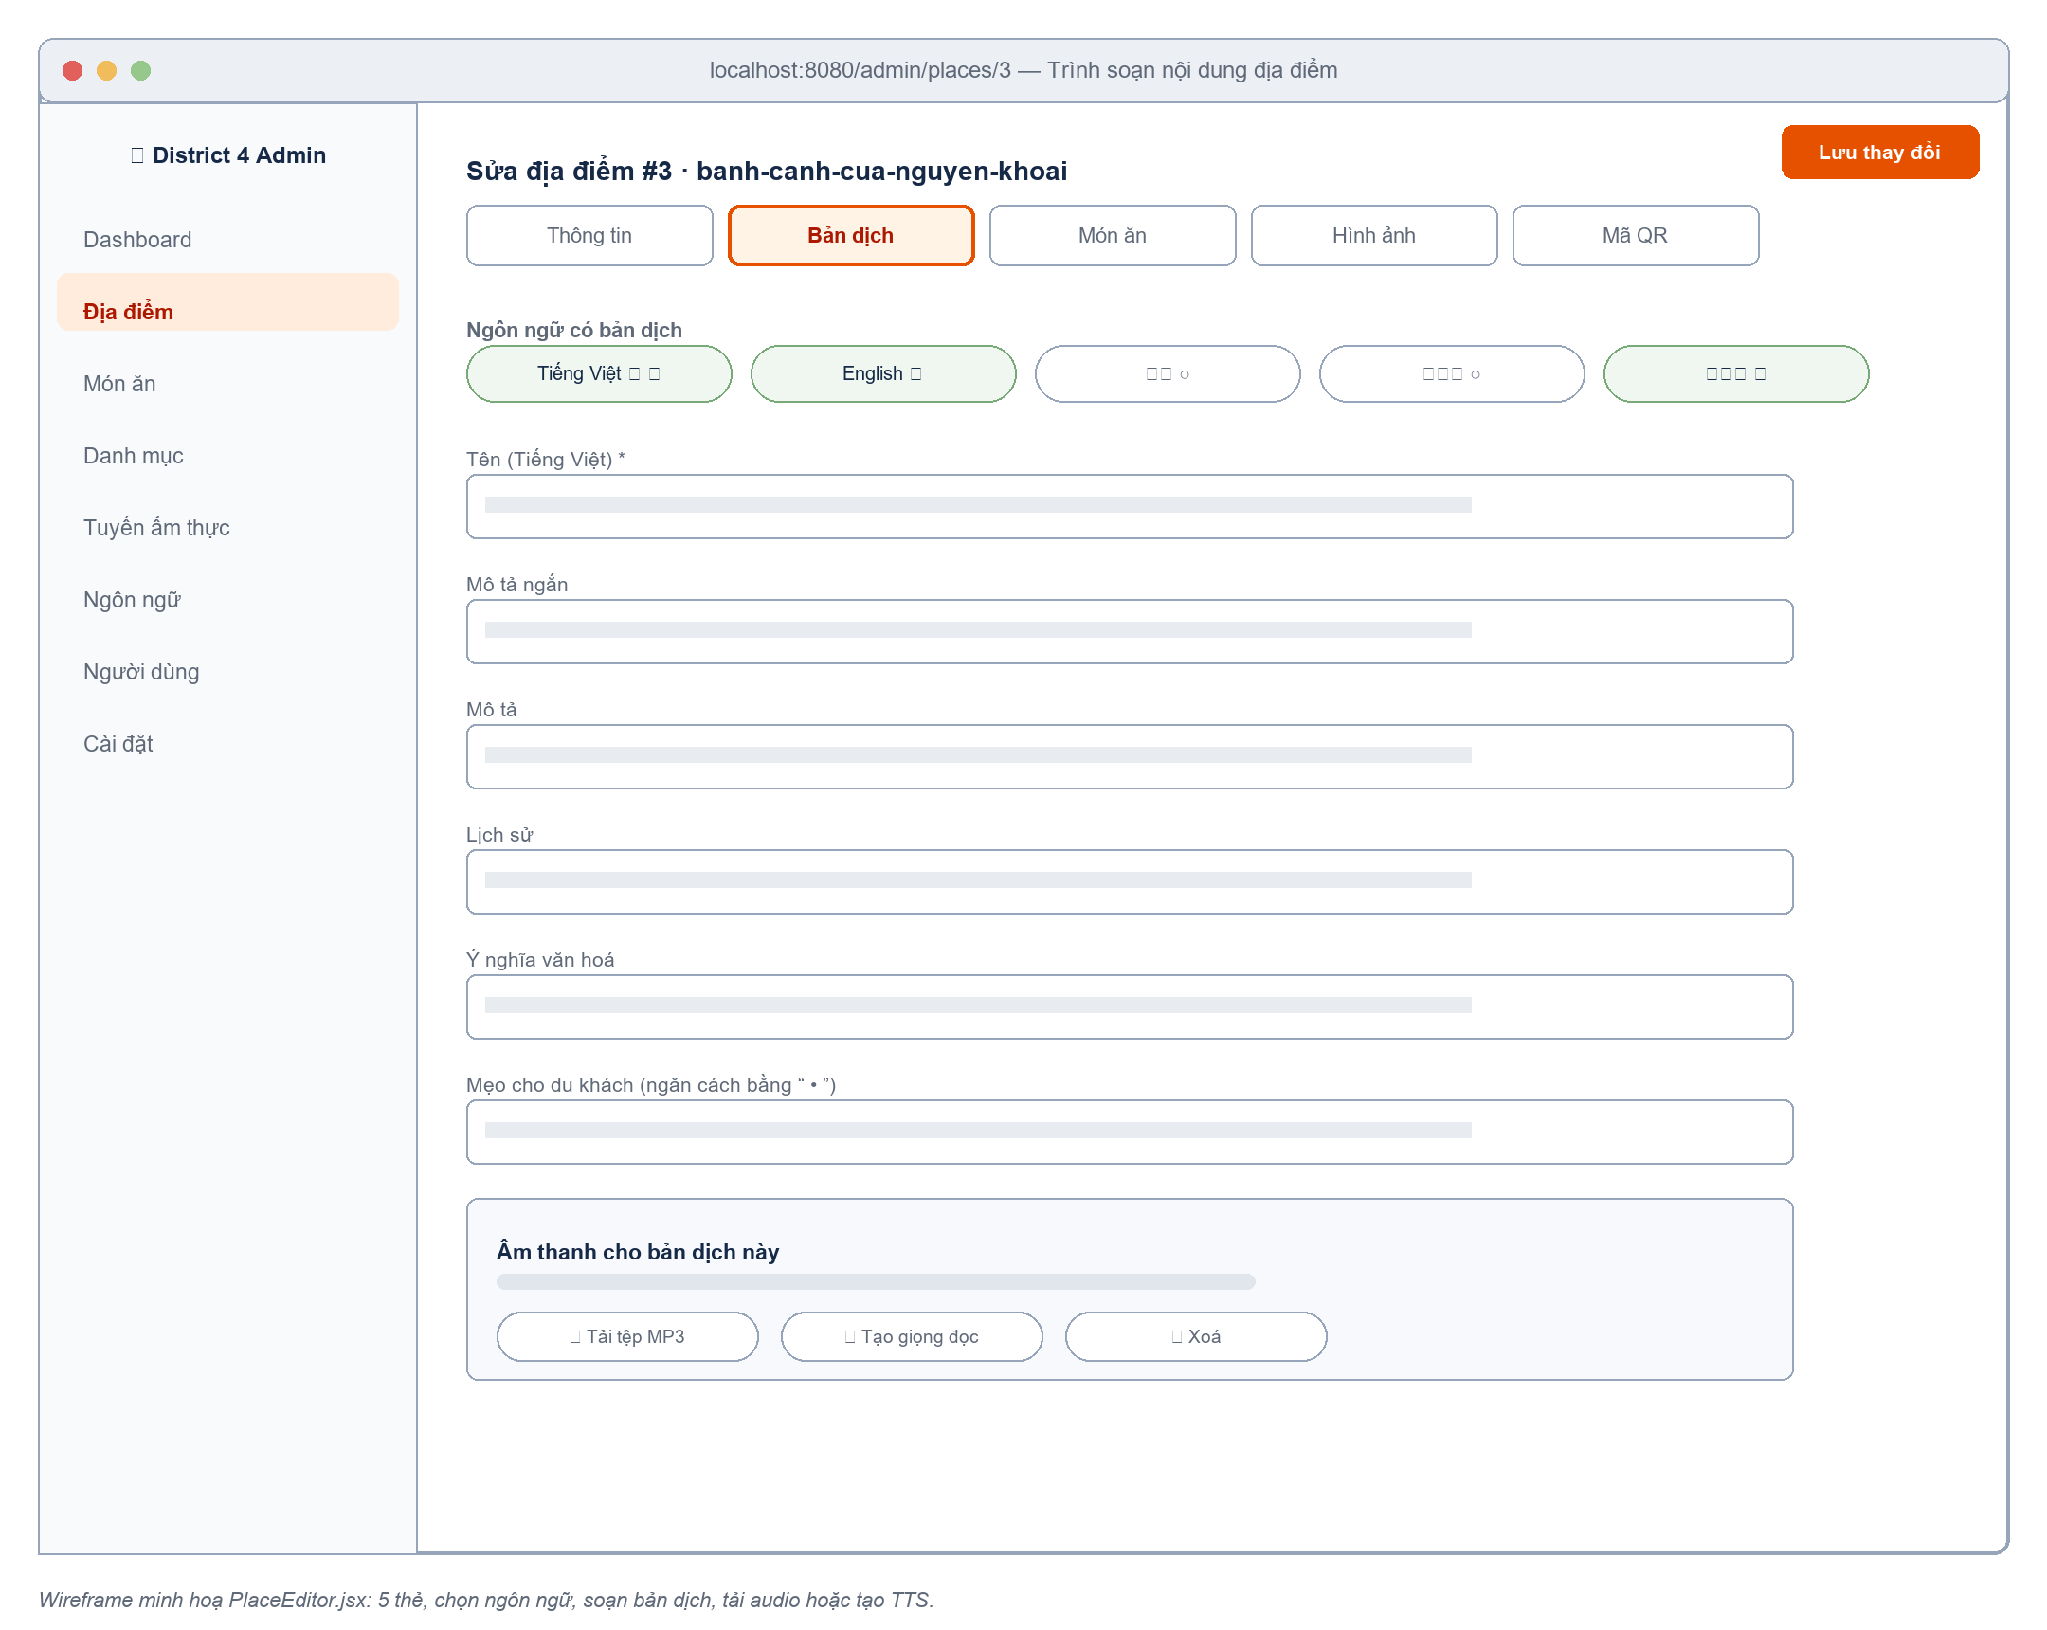 localhost:8080/admin/places/3 — Trình soạn nội dung địa điểm
District 4 Admin
Dashboard
Địa điểm
Món ăn
Danh mục
Tuyến ẩm thực
Ngôn ngữ
Người dùng
Cài đặt
Lưu thay đổi
Sửa địa điểm #3 · banh-canh-cua-nguyen-khoai
Thông tin
Bản dịch
Món ăn
Hình ảnh
Mã QR
Ngôn ngữ có bản dịch
Tiếng Việt
English
Tên (Tiếng Việt) *
Mô tả ngắn
Mô tả
Lịch sử
Ý nghĩa văn hoá
Mẹo cho du khách (ngăn cách bằng “ • ”)
Âm thanh cho bản dịch này
Tải tệp MP3
Tạo giọng đọc
Xoá
Wireframe minh hoạ PlaceEditor.jsx: 5 thẻ, chọn ngôn ngữ, soạn bản dịch, tải audio hoặc tạo TTS.